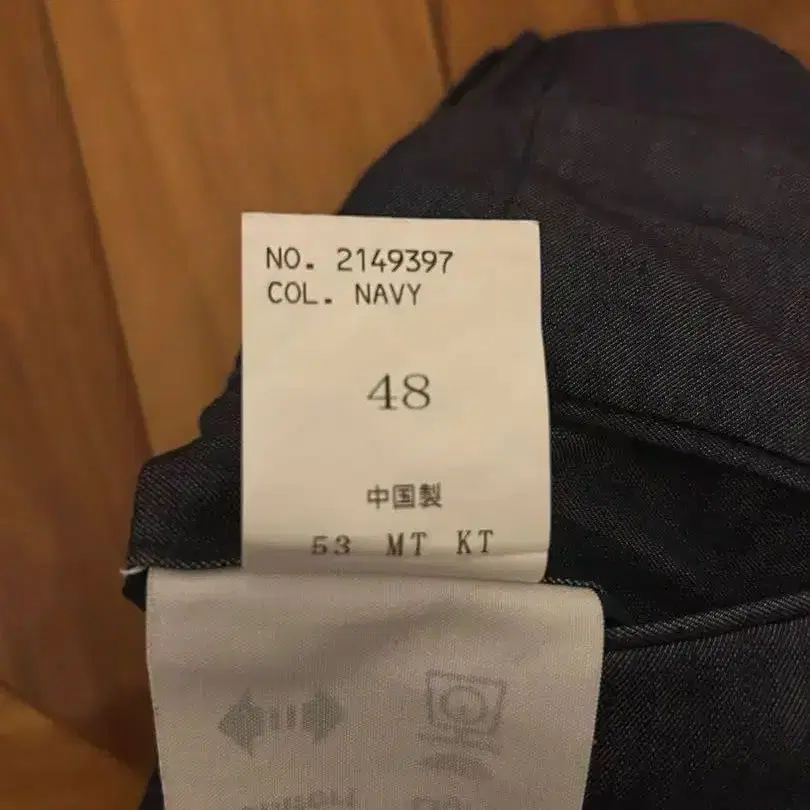 NO. 2149397
COL. NAVY
48
中国製
53 MT KT